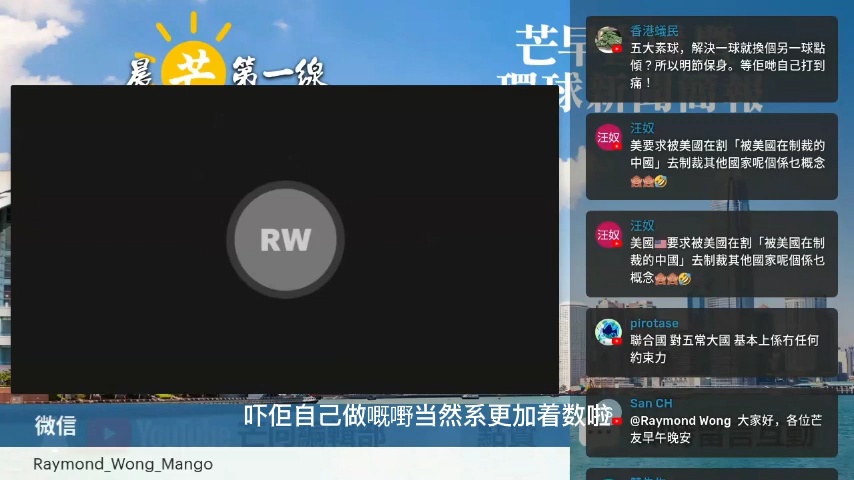 晨芒第一線
芒早
環球新聞簡報
RW
吓佢自己做嘅嘢当然系更加着数啦
微信
Raymond_Wong_Mango
香港蟻民
五大素球，解決一球就換個另一球點
傾？所以明節保身。等佢哋自己打到
痛！
汪奴
汪奴
美要求被美國在割「被美國在制裁的
中國」去制裁其他國家呢個係乜概念
🙈🙈🤣
汪奴
汪奴
美國🇺🇸要求被美國在割「被美國在制
裁的中國」去制裁其他國家呢個係乜
概念🙈🙈🤣
pirotase
聯合國 對五常大國 基本上係冇任何
約束力
San CH
@Raymond Wong 大家好，各位芒
友早午晚安